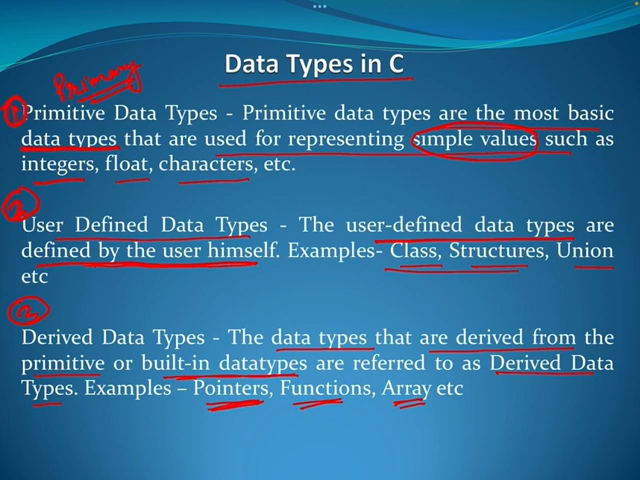 Data Types in C
Primary
1 Primitive Data Types - Primitive data types are the most basic
data types that are used for representing simple values such as
integers, float, characters, etc.
2
User Defined Data Types - The user-defined data types are
defined by the user himself. Examples- Class, Structures, Union
etc
3
Derived Data Types - The data types that are derived from the
primitive or built-in datatypes are referred to as Derived Data
Types. Examples – Pointers, Functions, Array etc